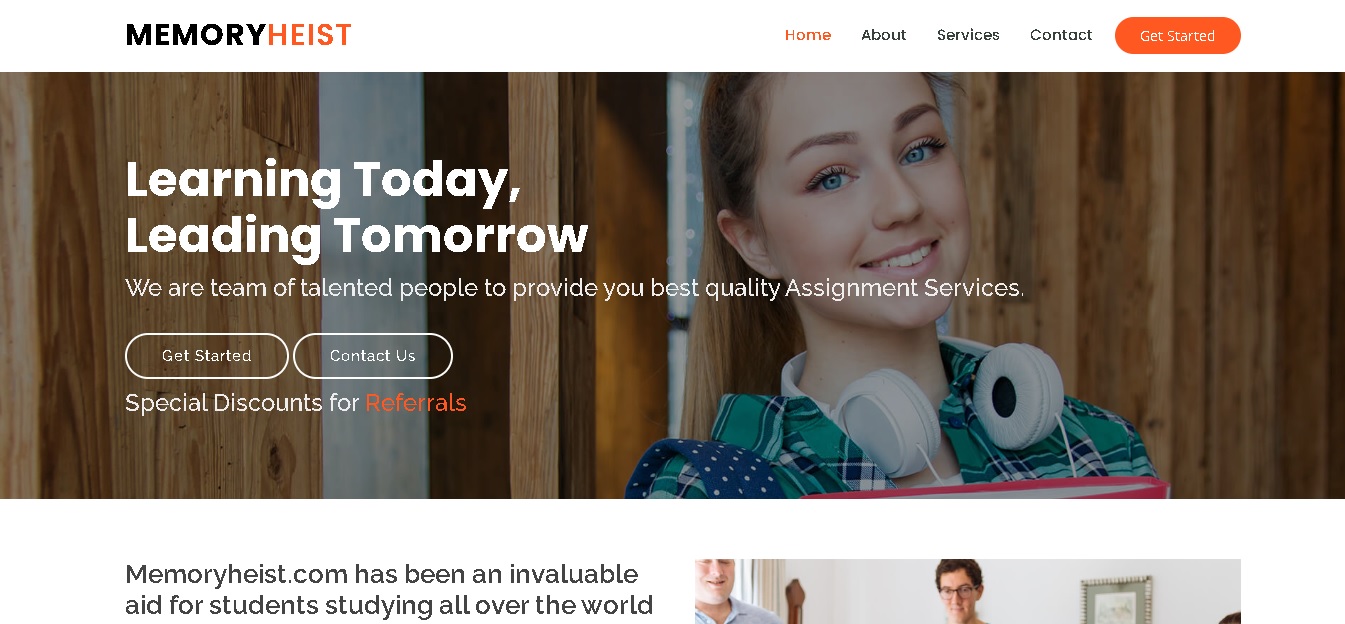 MEMORYHEIST
Home About Services Contact Get Started
Learning Today,
Leading Tomorrow
We are team of talented people to provide you best quality Assignment Services.
Get Started Contact Us
Special Discounts for Referrals
Memoryheist.com has been an invaluable
aid for students studying all over the world